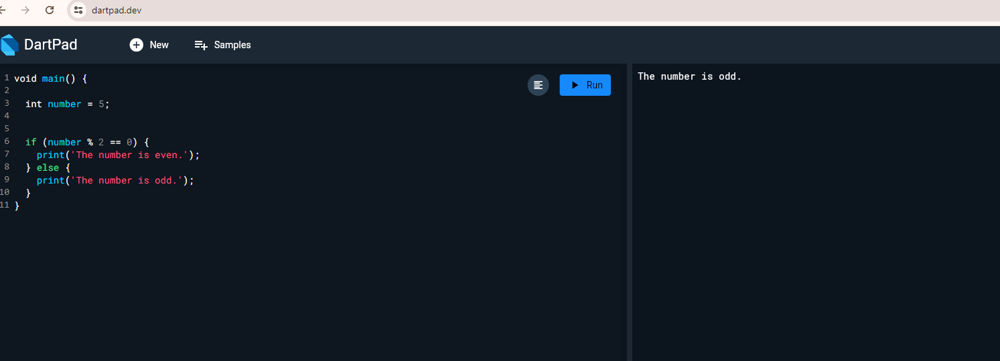 dartpad.dev
DartPad New Samples
1 void main() {
2
3   int number = 5;
4
5
6   if (number % 2 == 0) {
7     print('The number is even.');
8   } else {
9     print('The number is odd.');
10   }
11 }
Run
The number is odd.